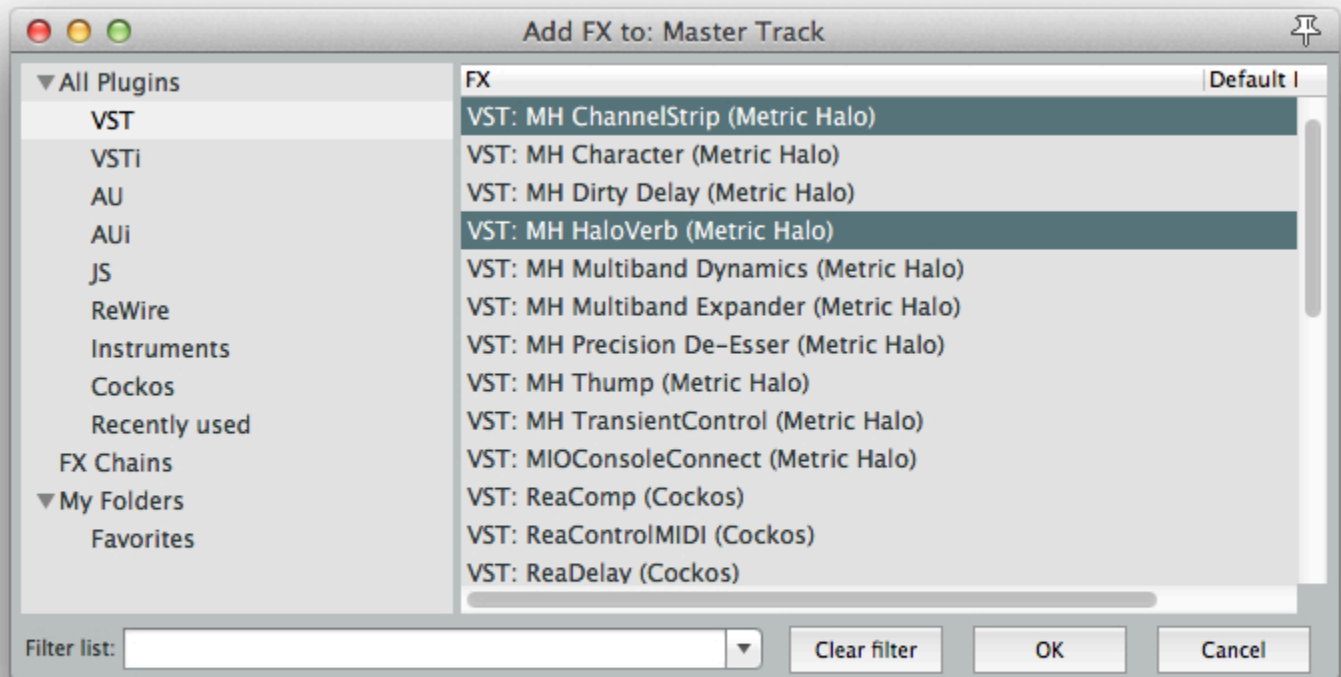 Add FX to: Master Track
All Plugins
VST
VSTi
AU
AUi
JS
ReWire
Instruments
Cockos
Recently used
FX Chains
My Folders
Favorites
FX
Default I
VST: MH ChannelStrip (Metric Halo)
VST: MH Character (Metric Halo)
VST: MH Dirty Delay (Metric Halo)
VST: MH HaloVerb (Metric Halo)
VST: MH Multiband Dynamics (Metric Halo)
VST: MH Multiband Expander (Metric Halo)
VST: MH Precision De-Esser (Metric Halo)
VST: MH Thump (Metric Halo)
VST: MH TransientControl (Metric Halo)
VST: MIOConsoleConnect (Metric Halo)
VST: ReaComp (Cockos)
VST: ReaControlMIDI (Cockos)
VST: ReaDelay (Cockos)
Filter list:
Clear filter
OK
Cancel